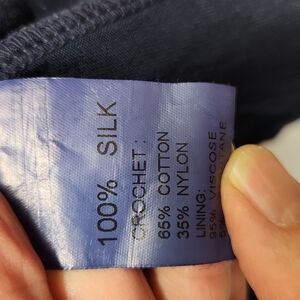 100% SILK
CROCHET:
65% COTTON
35% NYLON
LINING:
95% VISCOSE